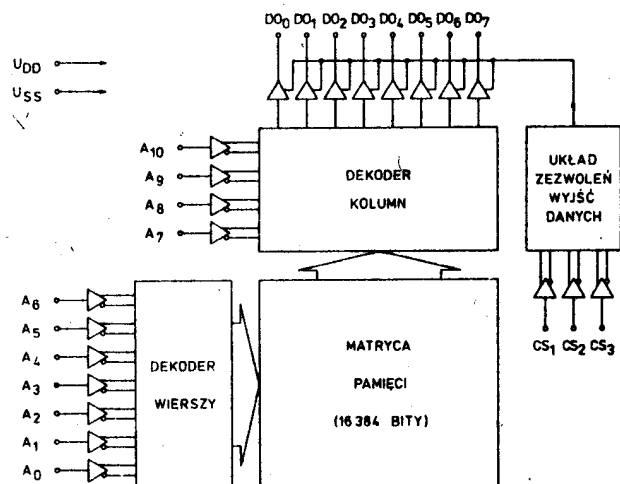 DO0 DO1 DO2 DO3 DO4 DO5 DO6 DO7
UDD
USS
A10
A9
A8
A7
DEKODER
KOLUMN
UKŁAD
ZEZWOLEŃ
WYJŚĆ
DANYCH
CS1 CS2 CS3
A6
A5
A4
A3
A2
A1
A0
DEKODER
WIERSZY
MATRYCA
PAMIĘCI
(16 384 BITY)